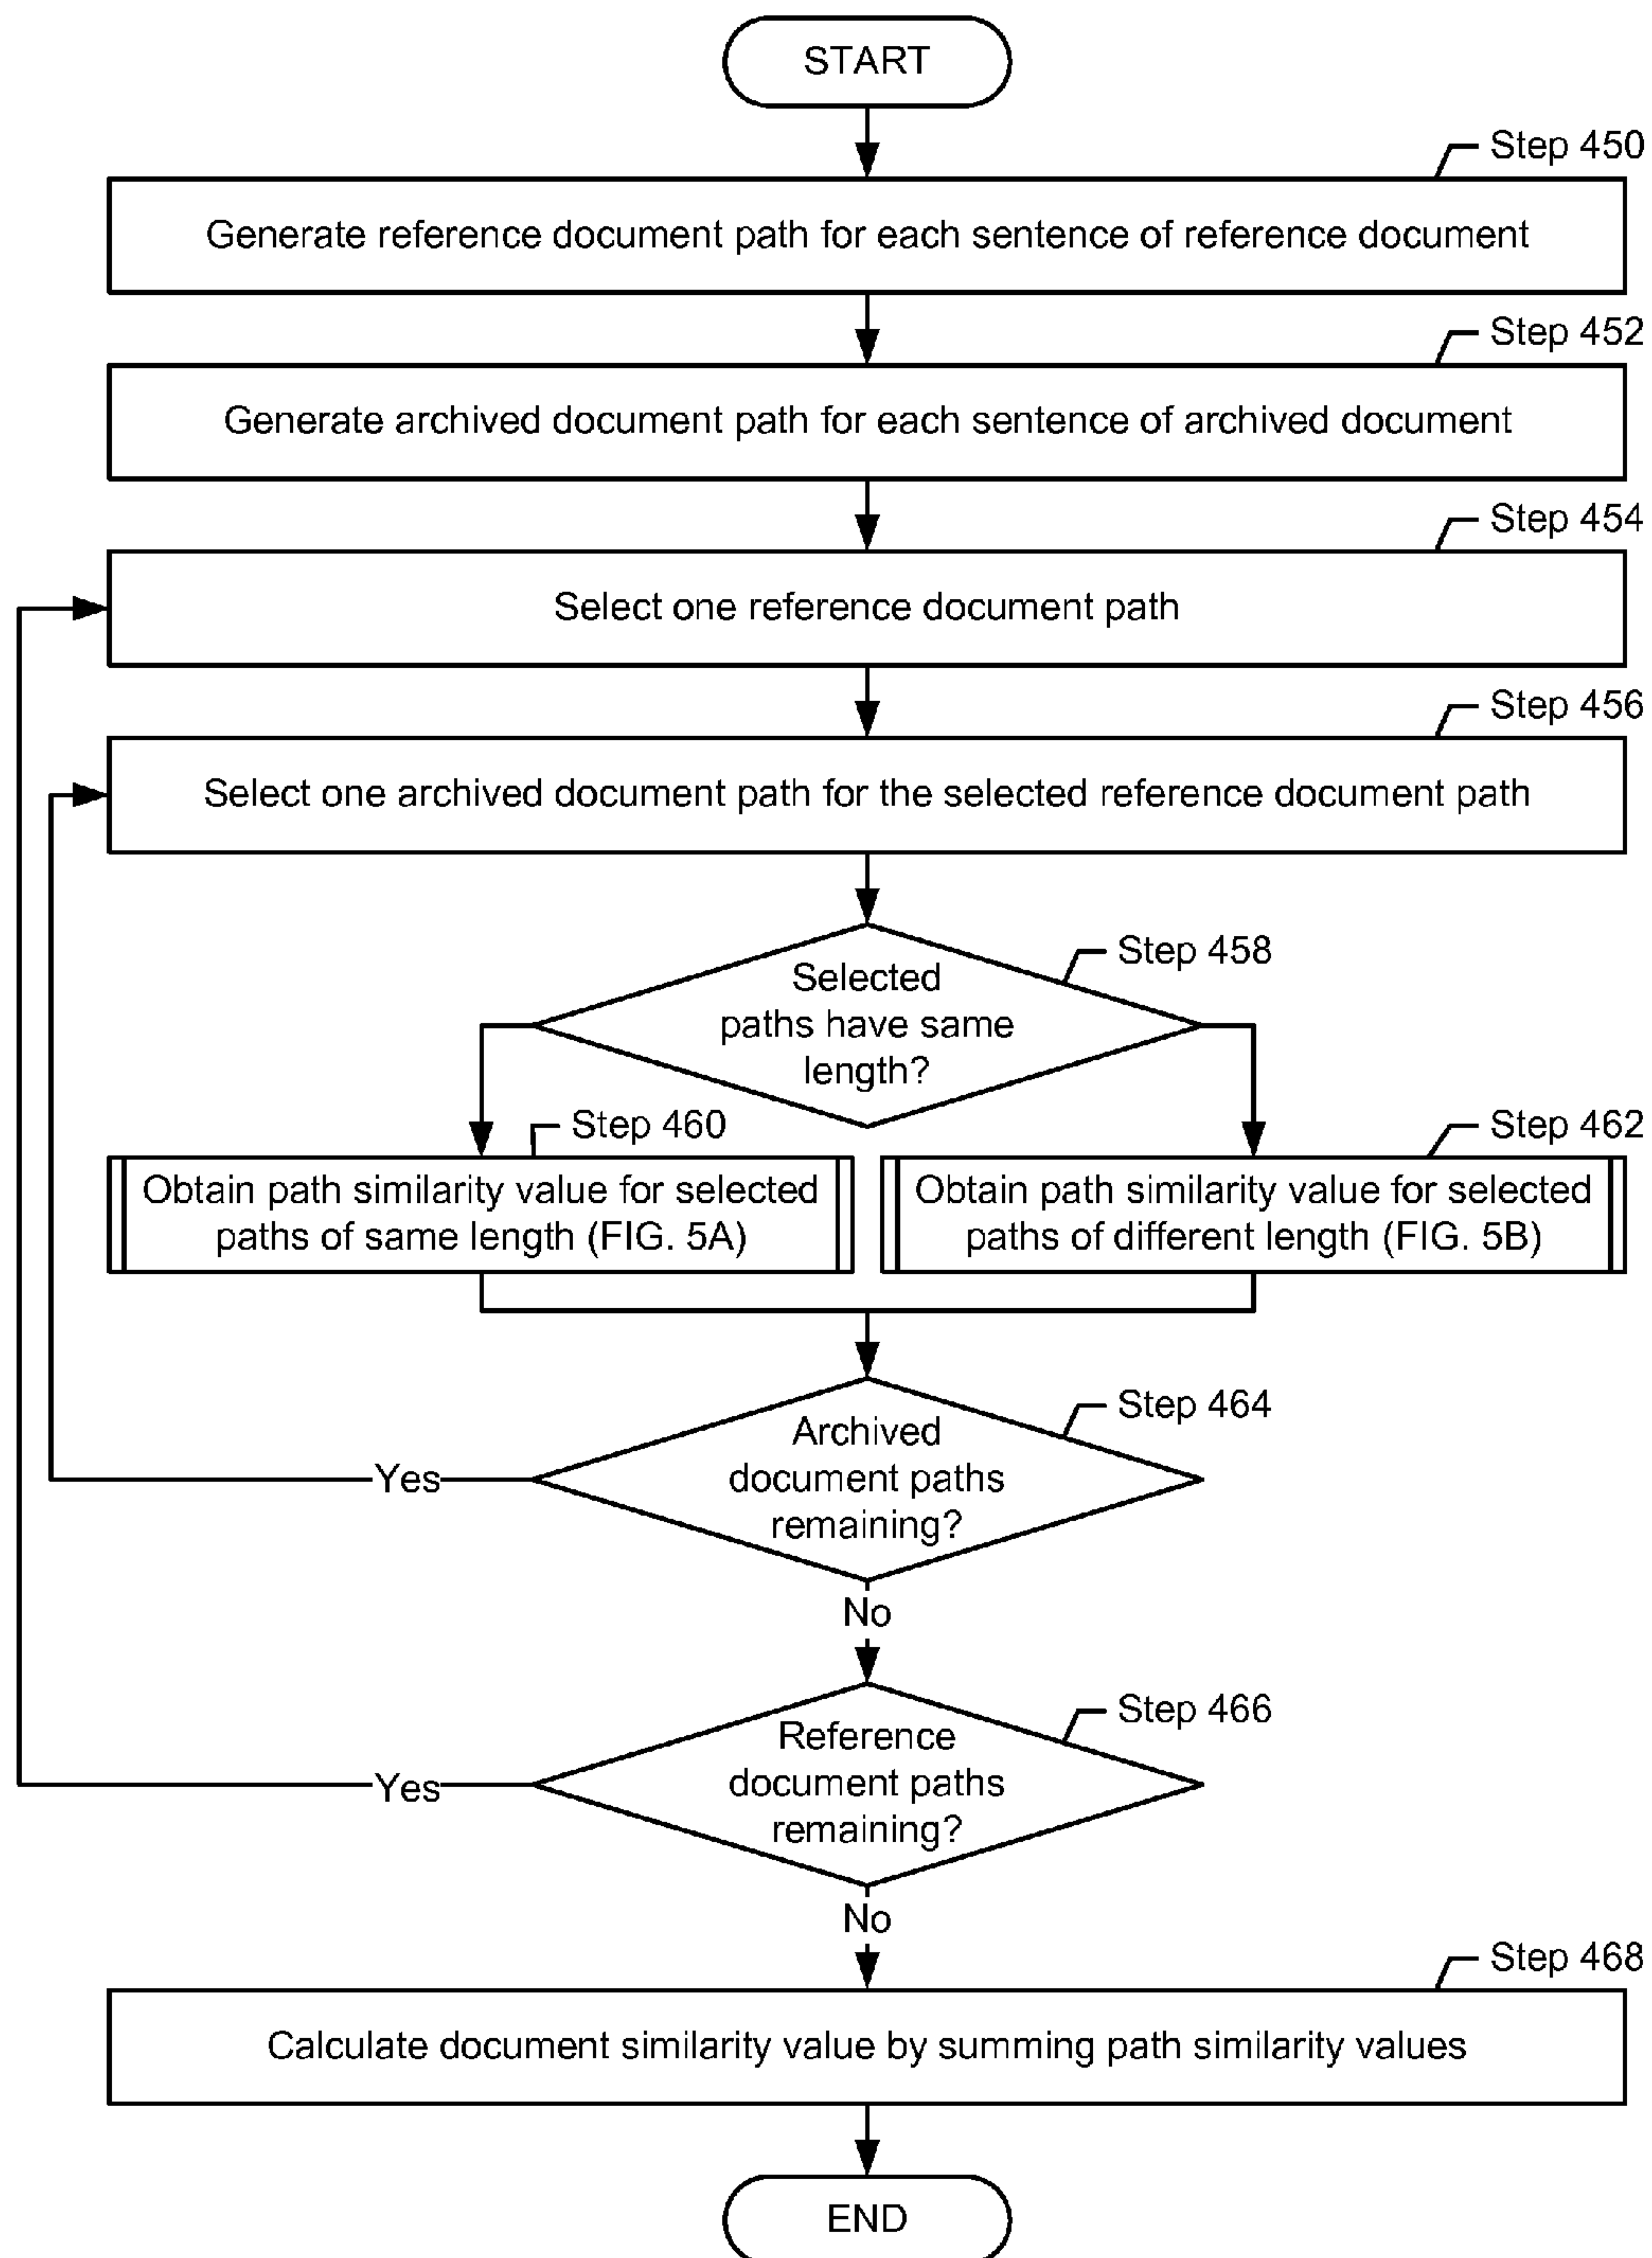 START
Step 450
Generate reference document path for each sentence of reference document
Step 452
Generate archived document path for each sentence of archived document
Step 454
Select one reference document path
Step 456
Select one archived document path for the selected reference document path
Step 458
Selected
paths have same
length?
Step 460
Obtain path similarity value for selected
paths of same length (FIG. 5A)
Step 462
Obtain path similarity value for selected
paths of different length (FIG. 5B)
Step 464
Archived
document paths
remaining?
Yes
No
Step 466
Reference
document paths
remaining?
Yes
No
Step 468
Calculate document similarity value by summing path similarity values
END